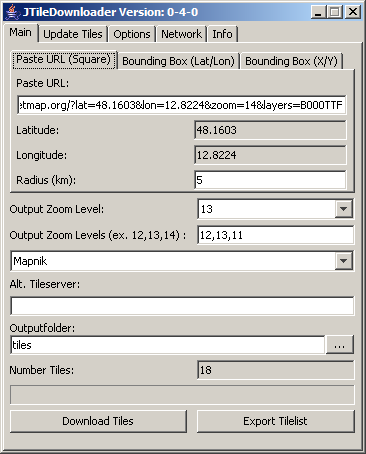 JTileDownloader Version: 0-4-0
Main Update Tiles Options Network Info
Paste URL (Square) Bounding Box (Lat/Lon) Bounding Box (X/Y)
Paste URL:
etmap.org/?lat=48.1603&lon=12.8224&zoom=14&layers=B000TTF
Latitude: 48.1603
Longitude: 12.8224
Radius (km): 5
Output Zoom Level: 13
Output Zoom Levels (ex. 12,13,14) : 12,13,11
Mapnik
Alt. Tileserver:
Outputfolder:
tiles ...
Number Tiles: 18
Download Tiles Export Tilelist